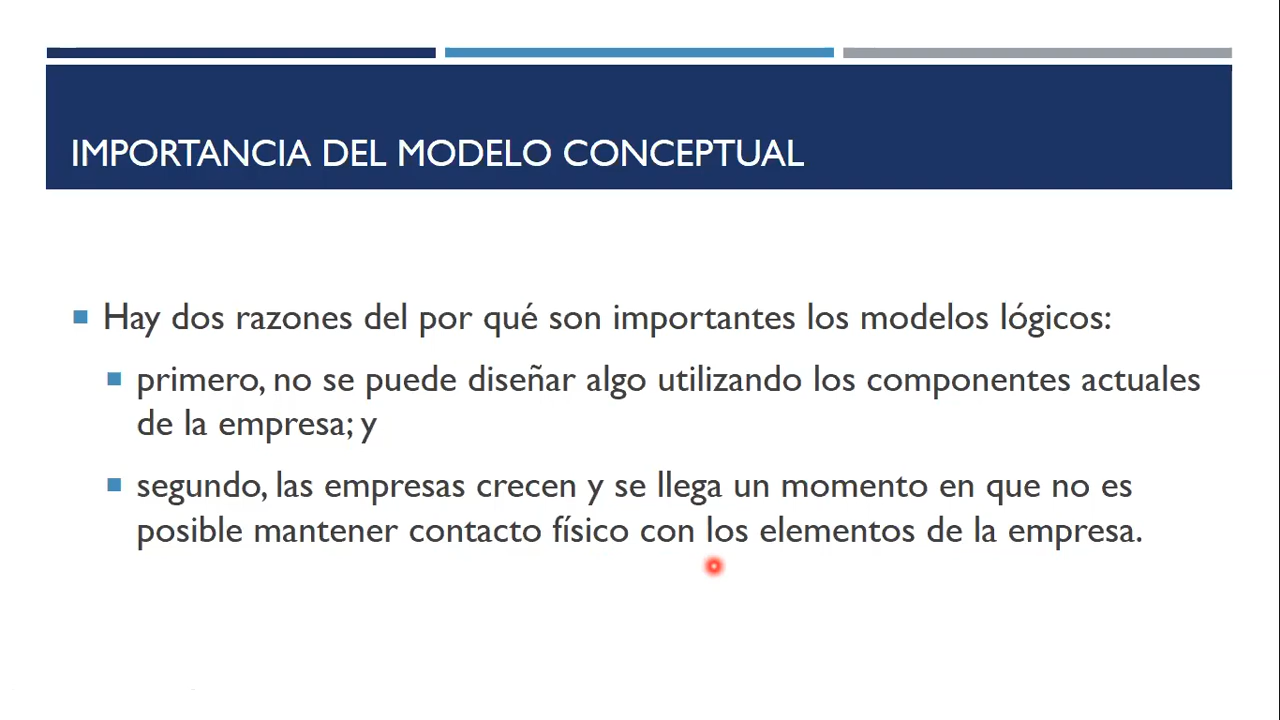 IMPORTANCIA DEL MODELO CONCEPTUAL
Hay dos razones del por qué son importantes los modelos lógicos:
primero, no se puede diseñar algo utilizando los componentes actuales
de la empresa; y
segundo, las empresas crecen y se llega un momento en que no es
posible mantener contacto físico con los elementos de la empresa.